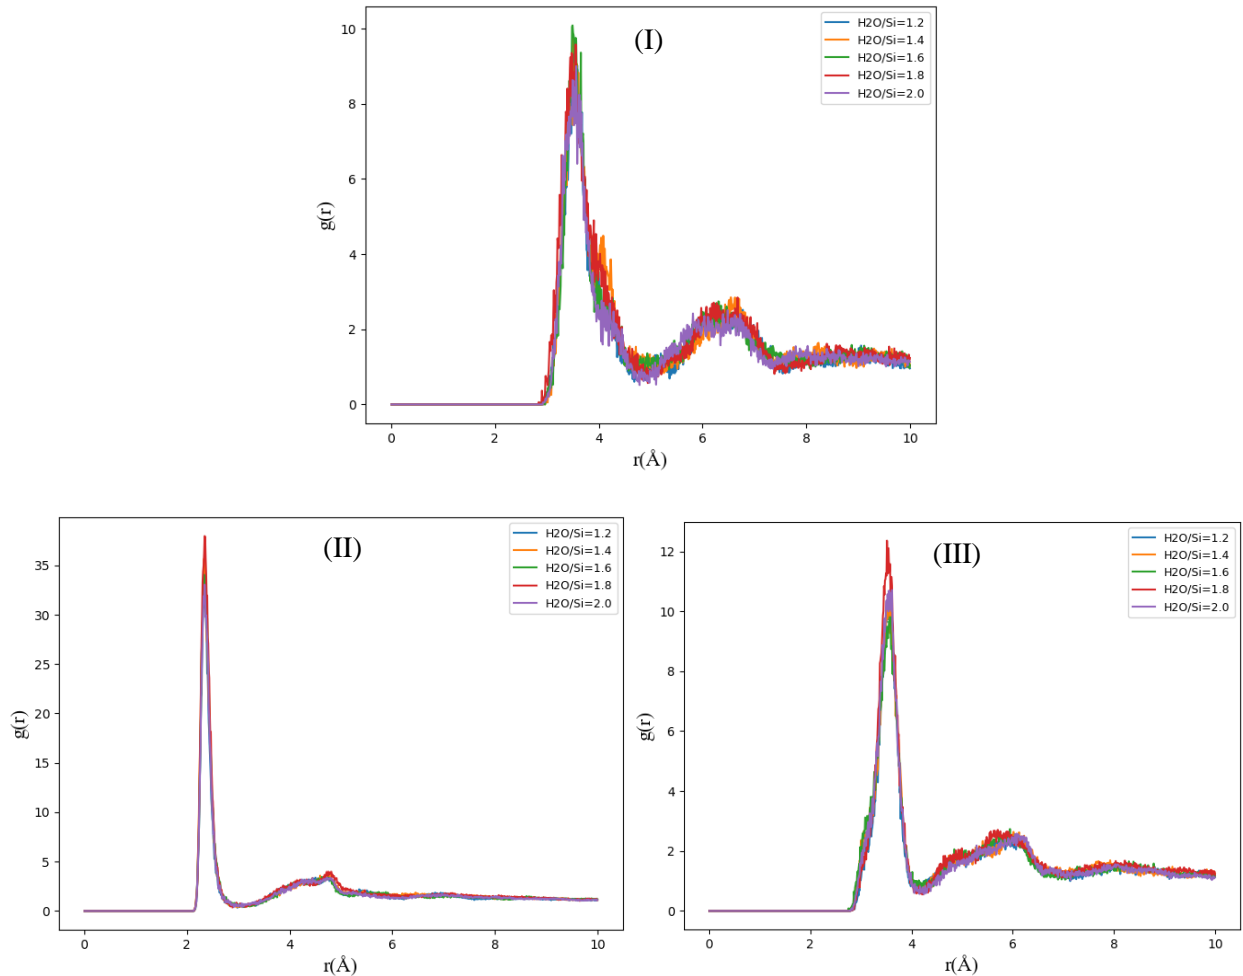 (I)
H2O/Si=1.2
H2O/Si=1.4
H2O/Si=1.6
H2O/Si=1.8
H2O/Si=2.0
10
8
6
4
2
0
g(r)
0 2 4 6 8 10
r(Å)
(II)
H2O/Si=1.2
H2O/Si=1.4
H2O/Si=1.6
H2O/Si=1.8
H2O/Si=2.0
35
30
25
20
15
10
5
0
g(r)
0 2 4 6 8 10
r(Å)
(III)
H2O/Si=1.2
H2O/Si=1.4
H2O/Si=1.6
H2O/Si=1.8
H2O/Si=2.0
12
10
8
6
4
2
0
g(r)
0 2 4 6 8 10
r(Å)